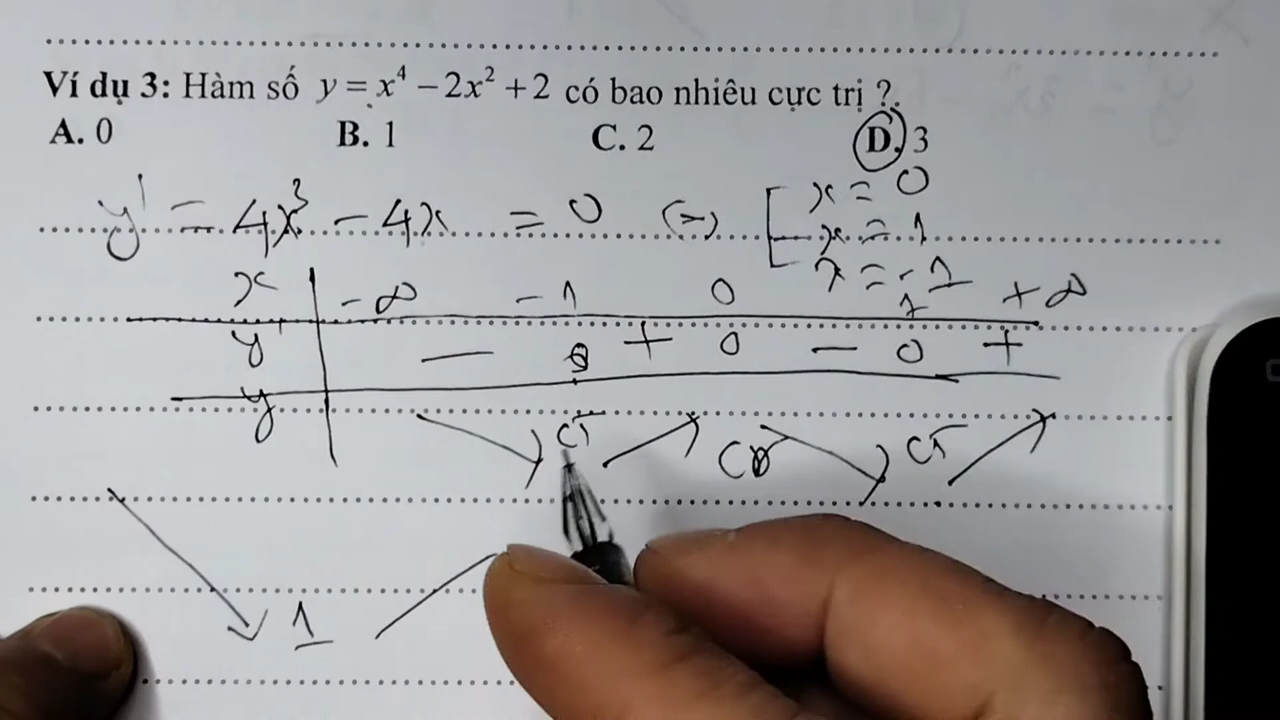 Ví dụ 3: Hàm số y = x⁴ − 2x² + 2 có bao nhiêu cực trị ?.
A. 0 B. 1 C. 2 D. 3
y' = 4x³ − 4x = 0 (=) [ x = 0
x = 1
x = -1
x -∞ -1 0 1 +∞
y' − 0 + 0 − 0 +
y CT CĐ CT
1